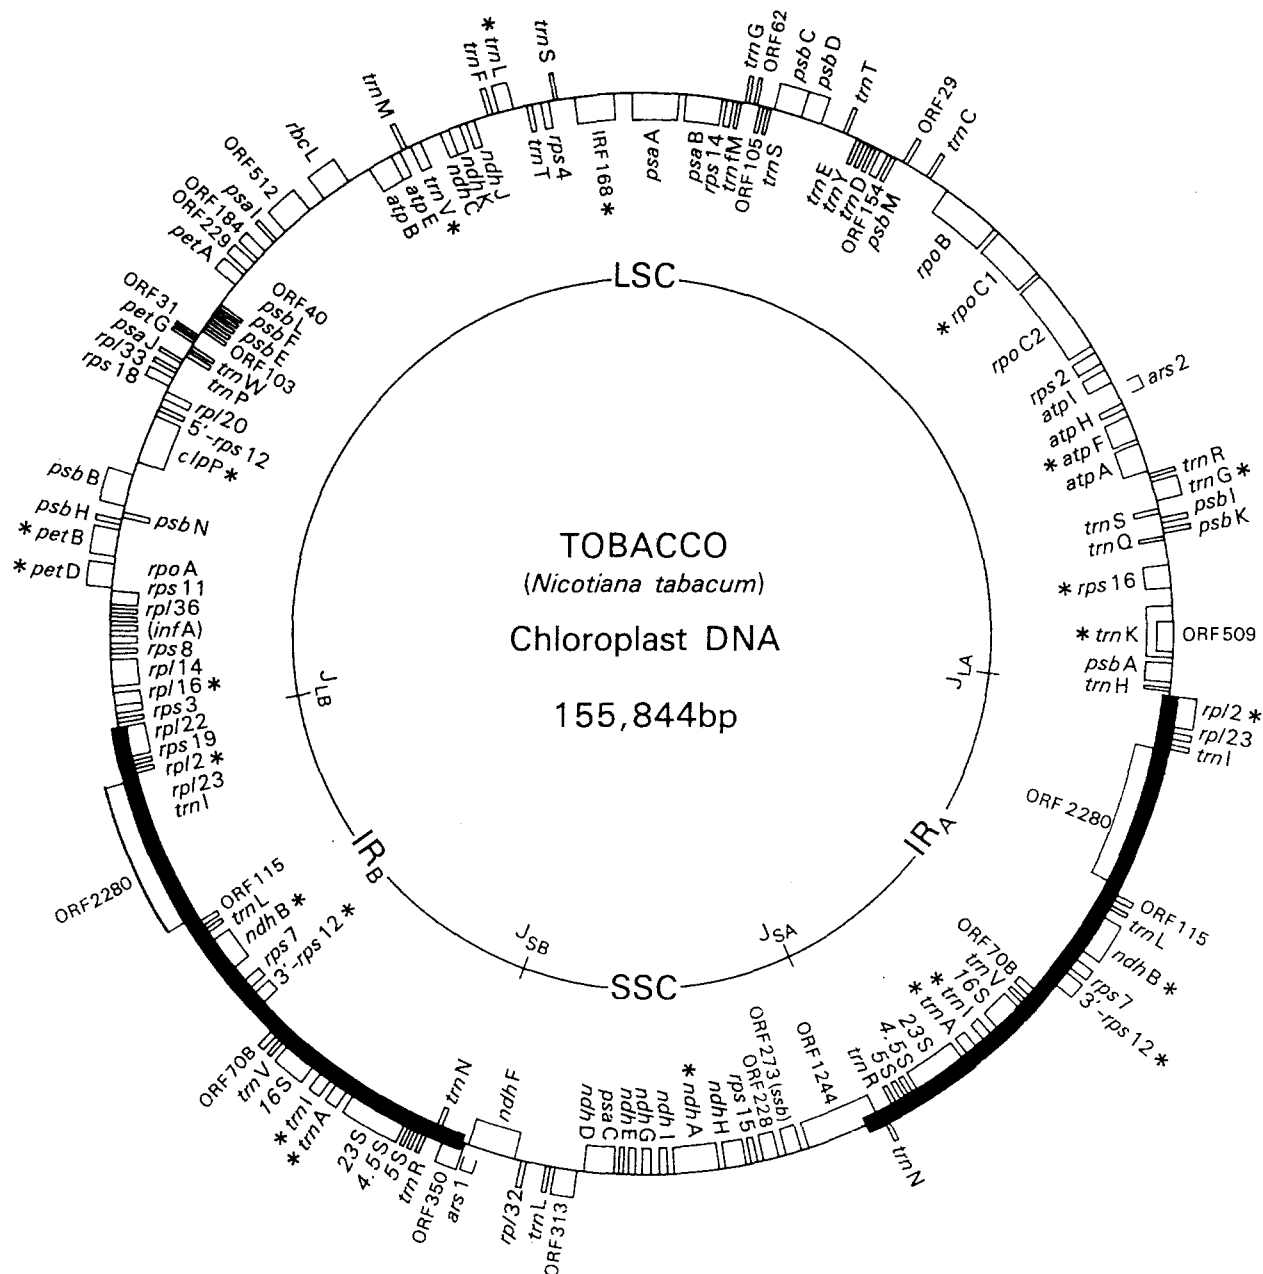 TOBACCO
(Nicotiana tabacum)
Chloroplast DNA
155,844bp
LSC
IRA
SSC
IRB
JLA
JSA
JSB
JLB
trnS
* trnL
trnF
trnM
rbcL
ORF512
psaI
ORF184
ORF229
petA
ORF31
petG
psaJ
rpl33
rps18
psbB
psbH
* petB
* petD
trnG
ORF62
psbC
psbD
trnT
ORF29
trnC
ars2
trnR
trnG *
psbI
psbK
ORF509
rpl2 *
rpl23
trnI
ORF115
trnL
ndhB *
rps7
3'-rps12 *
trnN
atpB
atpE
trnV *
ndhC
ndhK
ndhJ
trnT
rps4
IRF168 *
psaA
psaB
rps14
trnfM
ORF105
trnS
trnE
trnY
trnD
ORF154
psbM
rpoB
* rpoC1
rpoC2
rps2
atpI
atpH
* atpF
atpA
trnS
trnQ
* rps16
* trnK
psbA
trnH
ORF 2280
ORF70B
trnV
16S
* trnI
* trnA
23S
4.5S
5S
trnR
ORF1244
ORF273(ssb)
ORF228
rps15
ndhH
* ndhA
ndhI
ndhG
ndhE
psaC
ndhD
ORF313
trnL
rpl32
ndhF
ars1
ORF350
trnN
trnR
5S
4.5S
23S
* trnA
* trnI
16S
trnV
ORF70B
3'-rps12 *
rps7
ndhB *
trnL
ORF115
ORF2280
trnI
rpl23
rpl2 *
rps19
rpl22
rps3
rpl16 *
rpl14
rps8
(infA)
rpl36
rps11
rpoA
psbN
clpP *
5'-rps12
rpl20
trnP
trnW
ORF103
psbE
psbF
psbL
ORF40